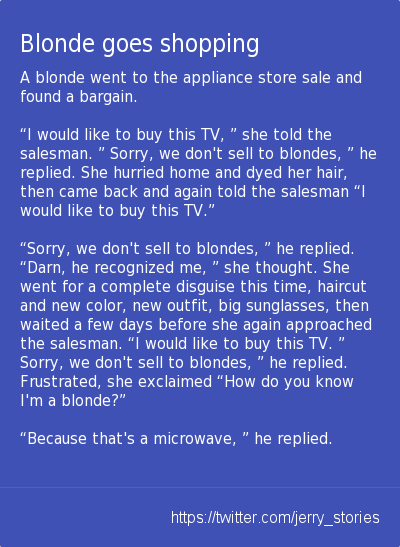 Blonde goes shopping
A blonde went to the appliance store sale and
found a bargain.
“I would like to buy this TV, ” she told the
salesman. ” Sorry, we don't sell to blondes, ” he
replied. She hurried home and dyed her hair,
then came back and again told the salesman “I
would like to buy this TV.”
“Sorry, we don't sell to blondes, ” he replied.
“Darn, he recognized me, ” she thought. She
went for a complete disguise this time, haircut
and new color, new outfit, big sunglasses, then
waited a few days before she again approached
the salesman. “I would like to buy this TV. ”
Sorry, we don't sell to blondes, ” he replied.
Frustrated, she exclaimed “How do you know
I'm a blonde?”
“Because that's a microwave, ” he replied.
https://twitter.com/jerry_stories